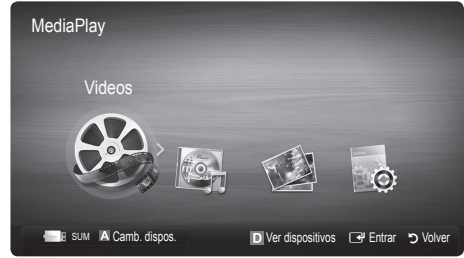 MediaPlay
Videos
SUM A Camb. dispos. D Ver dispositivos Entrar Volver